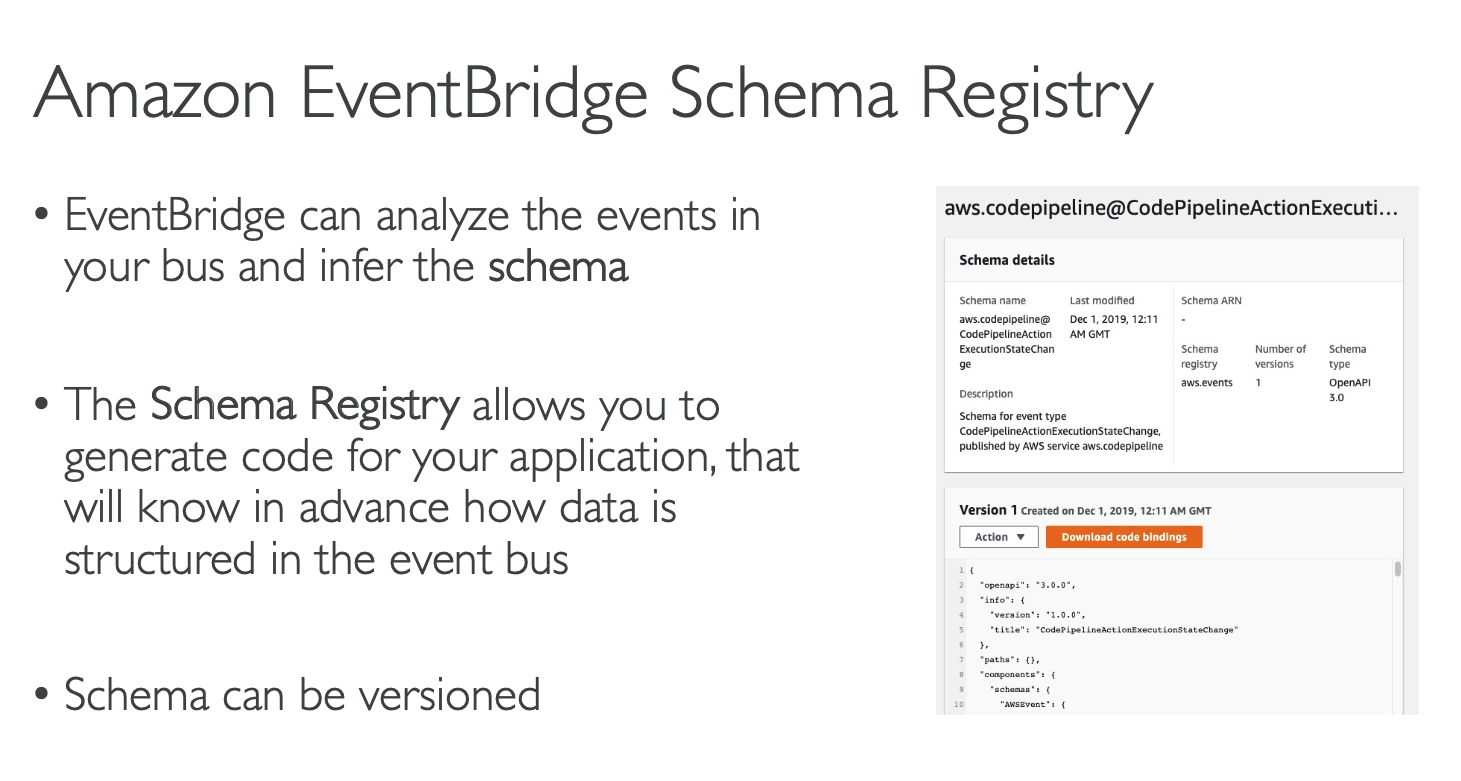 Amazon EventBridge Schema Registry
• EventBridge can analyze the events in
your bus and infer the schema
• The Schema Registry allows you to
generate code for your application, that
will know in advance how data is
structured in the event bus
• Schema can be versioned
aws.codepipeline@CodePipelineActionExecuti...
Schema details
Schema name
aws.codepipeline@
CodePipelineAction
ExecutionStateChan
ge
Last modified
Dec 1, 2019, 12:11
AM GMT
Description
Schema for event type
CodePipelineActionExecutionStateChange,
published by AWS service aws.codepipeline
Schema ARN
-
Schema
registry
aws.events
Number of
versions
1
Schema
type
OpenAPI
3.0
Version 1 Created on Dec 1, 2019, 12:11 AM GMT
Action ▼ Download code bindings
1 {
2 "openapi": "3.0.0",
3 "info": {
4 "version": "1.0.0",
5 "title": "CodePipelineActionExecutionStateChange"
6 },
7 "paths": {},
8 "components": {
9 "schemas": {
10 "AWSEvent": {